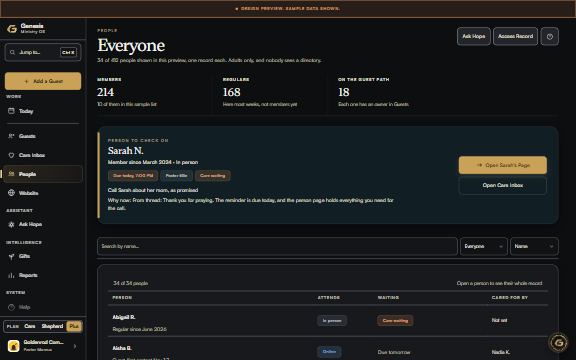 DESIGN PREVIEW. SAMPLE DATA SHOWN.
Genesis
Ministry OS
Jump to...
Ctrl K
+ Add a Guest
WORK
Today
Guests
Care Inbox
People
Website
ASSISTANT
Ask Hope
INTELLIGENCE
Gifts
Reports
SYSTEM
Help
PLAN Care Shepherd Plus
Goldwood Com...
Pastor Marcus
PEOPLE
Everyone
34 of 412 people shown in this preview, one record each. Adults only, and nobody sees a directory.
Ask Hope
Access Record
MEMBERS
214
10 of them in this sample list
REGULARS
168
Here most weeks, not members yet
ON THE GUEST PATH
18
Each one has an owner in Guests
PERSON TO CHECK ON
Sarah N.
Member since March 2024 · In person
Due today, 7:00 PM
Foster-Elle
Care waiting
Call Sarah about her mom, as promised
Why now: From thread: Thank you for praying. The reminder is due today, and the person page holds everything you need for
the call.
→ Open Sarah's Page
Open Care Inbox
Search by name...
Everyone
Name
34 of 34 people
Open a person to see their whole record
PERSON
ATTENDS
WAITING
CARED FOR BY
Abigail R.
Regular since June 2026
In person
Care waiting
Not set
Aisha B.
Online
Due tomorrow
Nadia K.